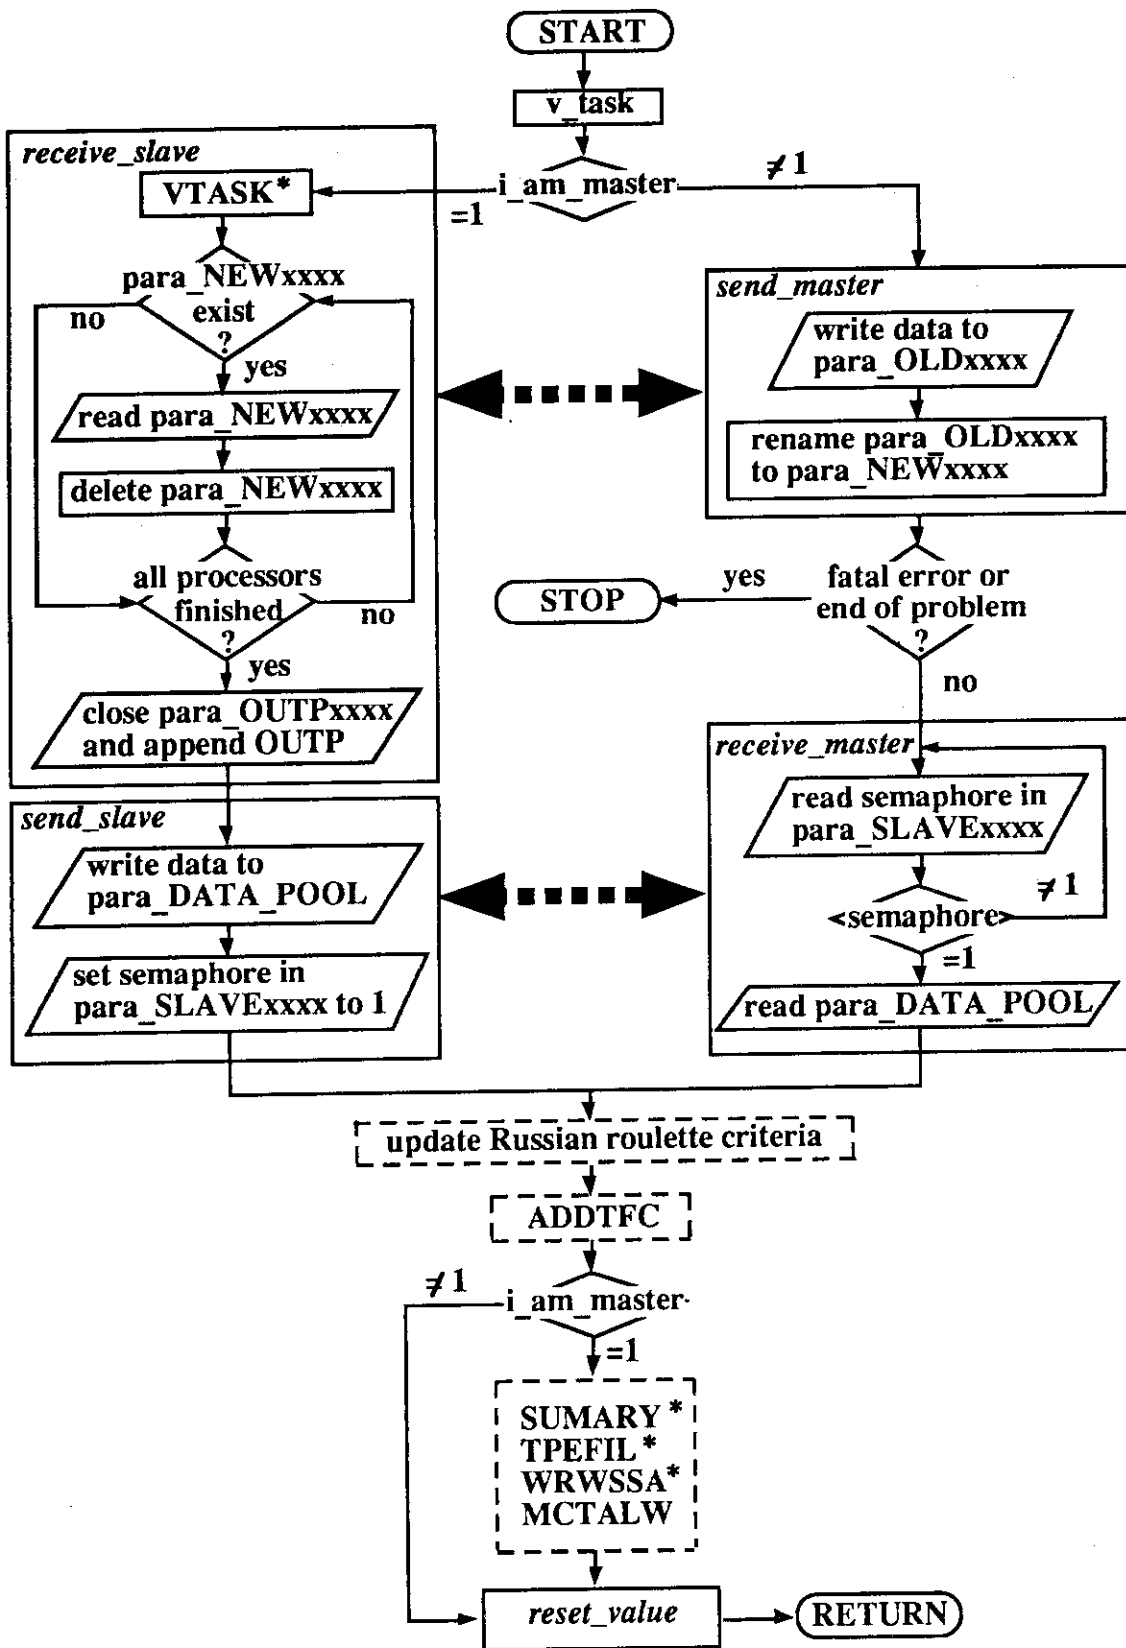 START
v_task
i_am_master
=1
≠1
receive_slave
VTASK*
para_NEWxxxx
exist
?
no
yes
read para_NEWxxxx
delete para_NEWxxxx
all processors
finished
?
no
yes
close para_OUTPxxxx
and append OUTP
send_slave
write data to
para_DATA_POOL
set semaphore in
para_SLAVExxxx to 1
send_master
write data to
para_OLDxxxx
rename para_OLDxxxx
to para_NEWxxxx
fatal error or
end of problem
?
yes
STOP
no
receive_master
read semaphore in
para_SLAVExxxx
<semaphore>
≠1
=1
read para_DATA_POOL
update Russian roulette criteria
ADDTFC
≠1
i_am_master
=1
SUMARY*
TPEFIL*
WRWSSA*
MCTALW
reset_value
RETURN